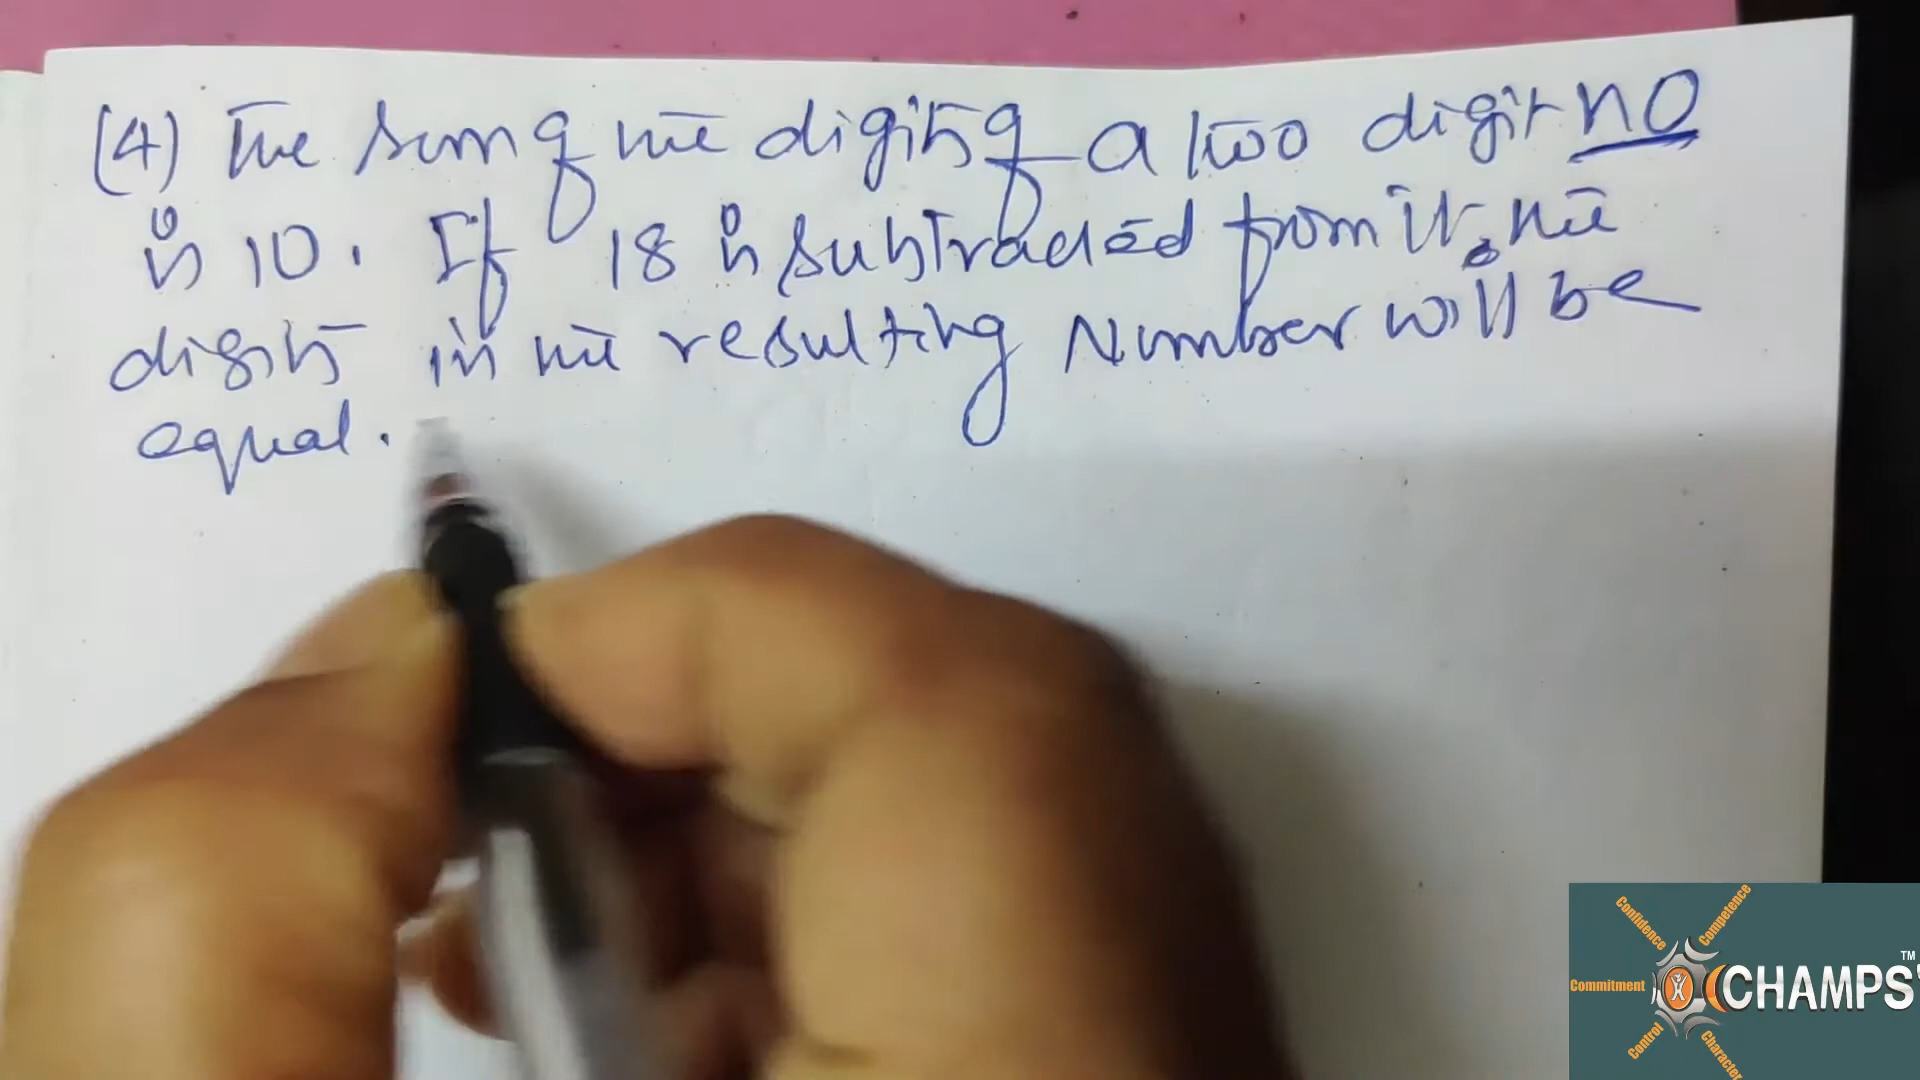 (4) The sum of the digits of a two digit no
is 10. If 18 is subtracted from it, the
digits in the resulting Number will be
equal.
Confidence
Competence
Commitment
CHAMPS
TM
Control
Character